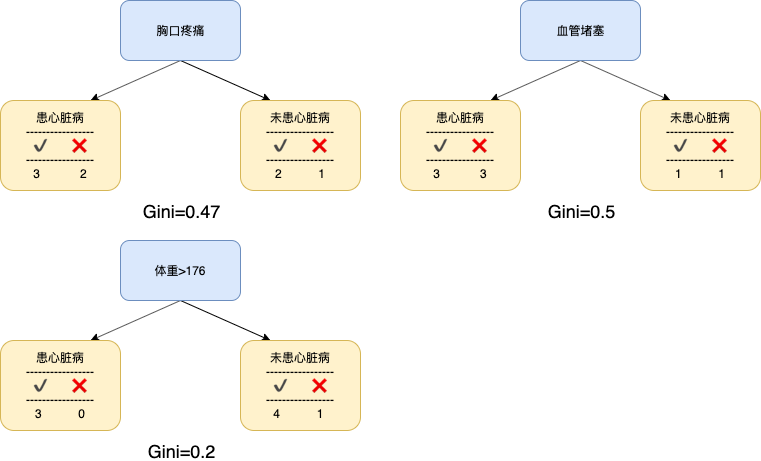 胸口疼痛
血管堵塞
患心脏病
✓ ×
3 2
未患心脏病
✓ ×
2 1
患心脏病
✓ ×
3 3
未患心脏病
✓ ×
1 1
Gini=0.47
Gini=0.5
体重>176
患心脏病
✓ ×
3 0
未患心脏病
✓ ×
4 1
Gini=0.2